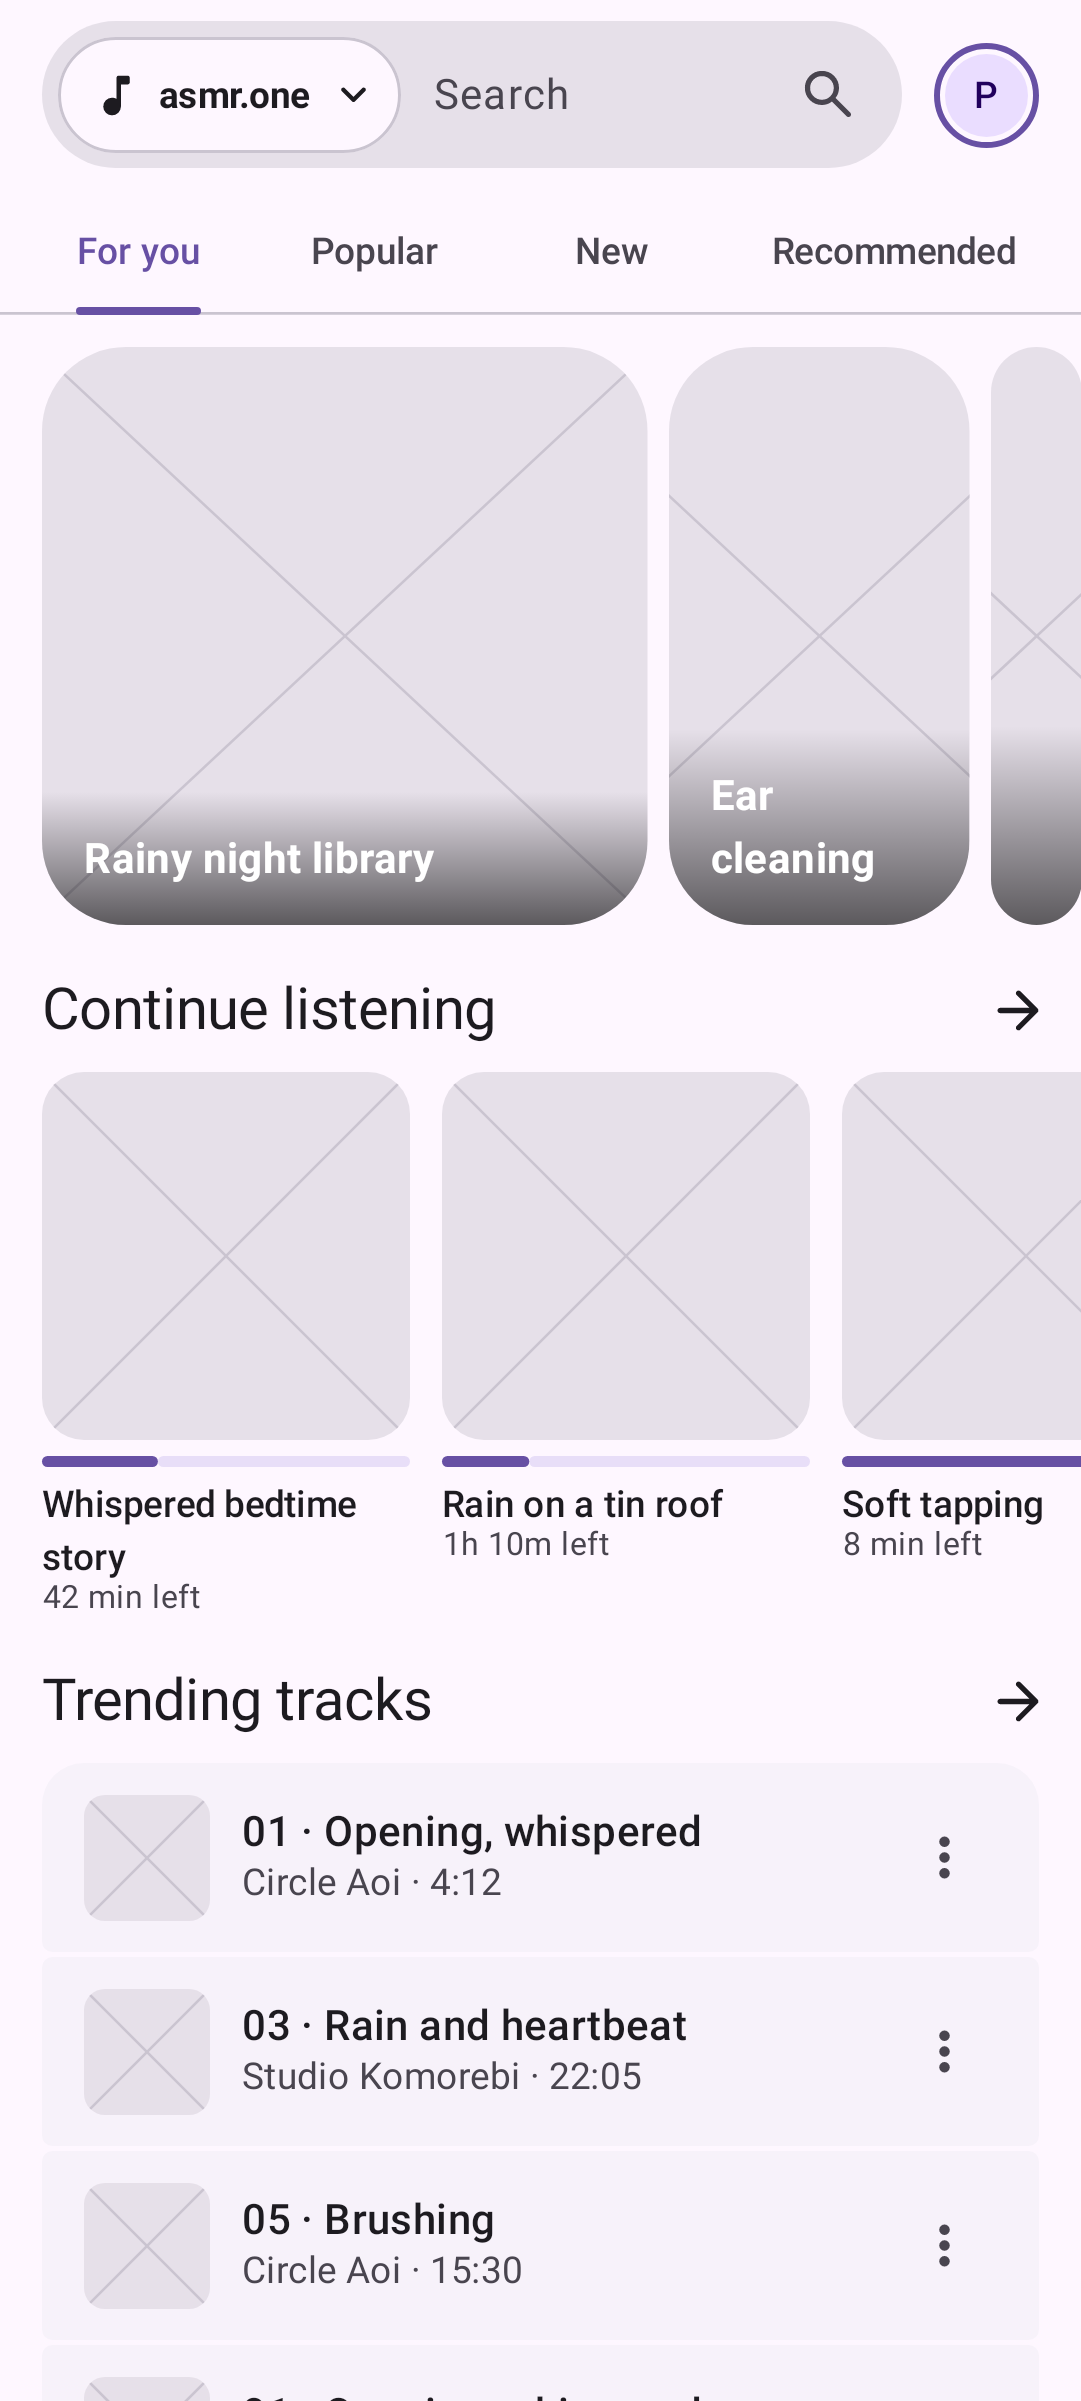 asmr.one
Search
P
For you
Popular
New
Recommended
Rainy night library
Ear
cleaning
Continue listening
Whispered bedtime
story
42 min left
Rain on a tin roof
1h 10m left
Soft tapping
8 min left
Trending tracks
01 · Opening, whispered
Circle Aoi · 4:12
03 · Rain and heartbeat
Studio Komorebi · 22:05
05 · Brushing
Circle Aoi · 15:30